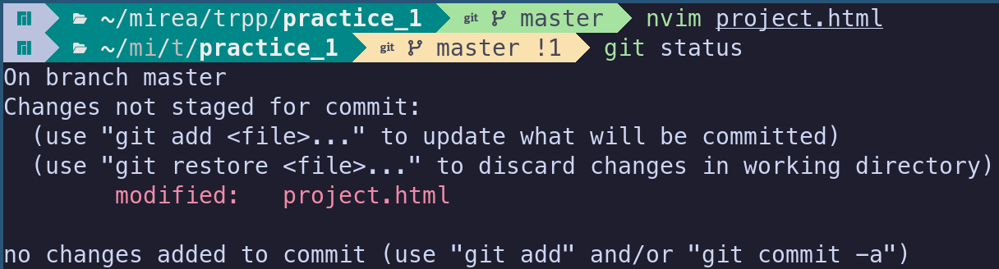 ~/mirea/trpp/practice_1 git master nvim project.html
~/mi/t/practice_1 git master !1 git status
On branch master
Changes not staged for commit:
  (use "git add <file>..." to update what will be committed)
  (use "git restore <file>..." to discard changes in working directory)
        modified:   project.html

no changes added to commit (use "git add" and/or "git commit -a")